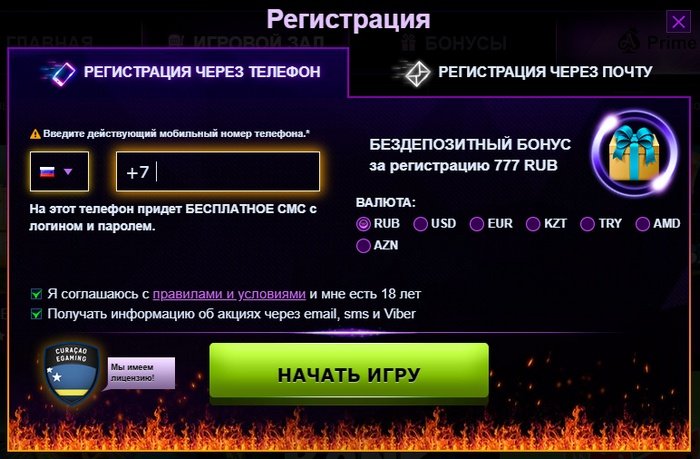 Регистрация
ГЛАВНАЯ
ИГРОВОЙ ЗАЛ
БОНУСЫ
Prime
РЕГИСТРАЦИЯ ЧЕРЕЗ ТЕЛЕФОН
РЕГИСТРАЦИЯ ЧЕРЕЗ ПОЧТУ
Введите действующий мобильный номер телефона.*
+7
На этот телефон придет БЕСПЛАТНОЕ СМС с
логином и паролем.
БЕЗДЕПОЗИТНЫЙ БОНУС
за регистрацию 777 RUB
ВАЛЮТА:
RUB USD EUR KZT TRY AMD
AZN
Я соглашаюсь с правилами и условиями и мне есть 18 лет
Получать информацию об акциях через email, sms и Viber
CURAÇAO
EGAMING
Мы имеем
лицензию!
НАЧАТЬ ИГРУ